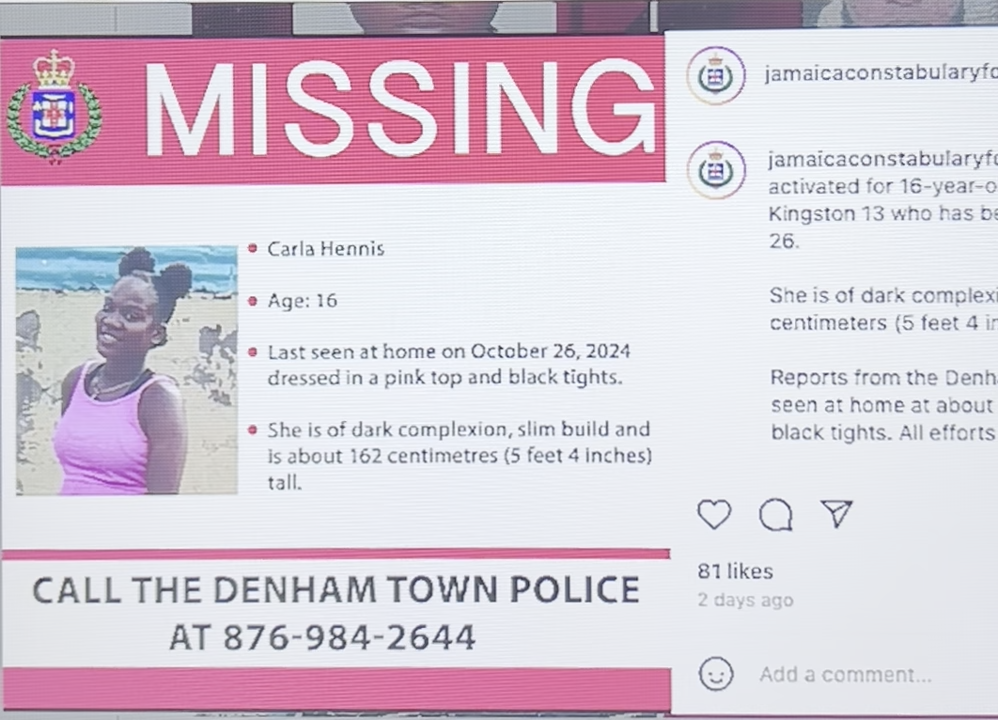 MISSING
Carla Hennis
Age: 16
Last seen at home on October 26, 2024
dressed in a pink top and black tights.
She is of dark complexion, slim build and
is about 162 centimetres (5 feet 4 inches)
tall.
CALL THE DENHAM TOWN POLICE
AT 876-984-2644
jamaicaconstabularyfo
jamaicaconstabularyfo
activated for 16-year-o
Kingston 13 who has be
26.
She is of dark complexi
centimeters (5 feet 4 in
Reports from the Denh
seen at home at about
black tights. All efforts
81 likes
2 days ago
Add a comment...